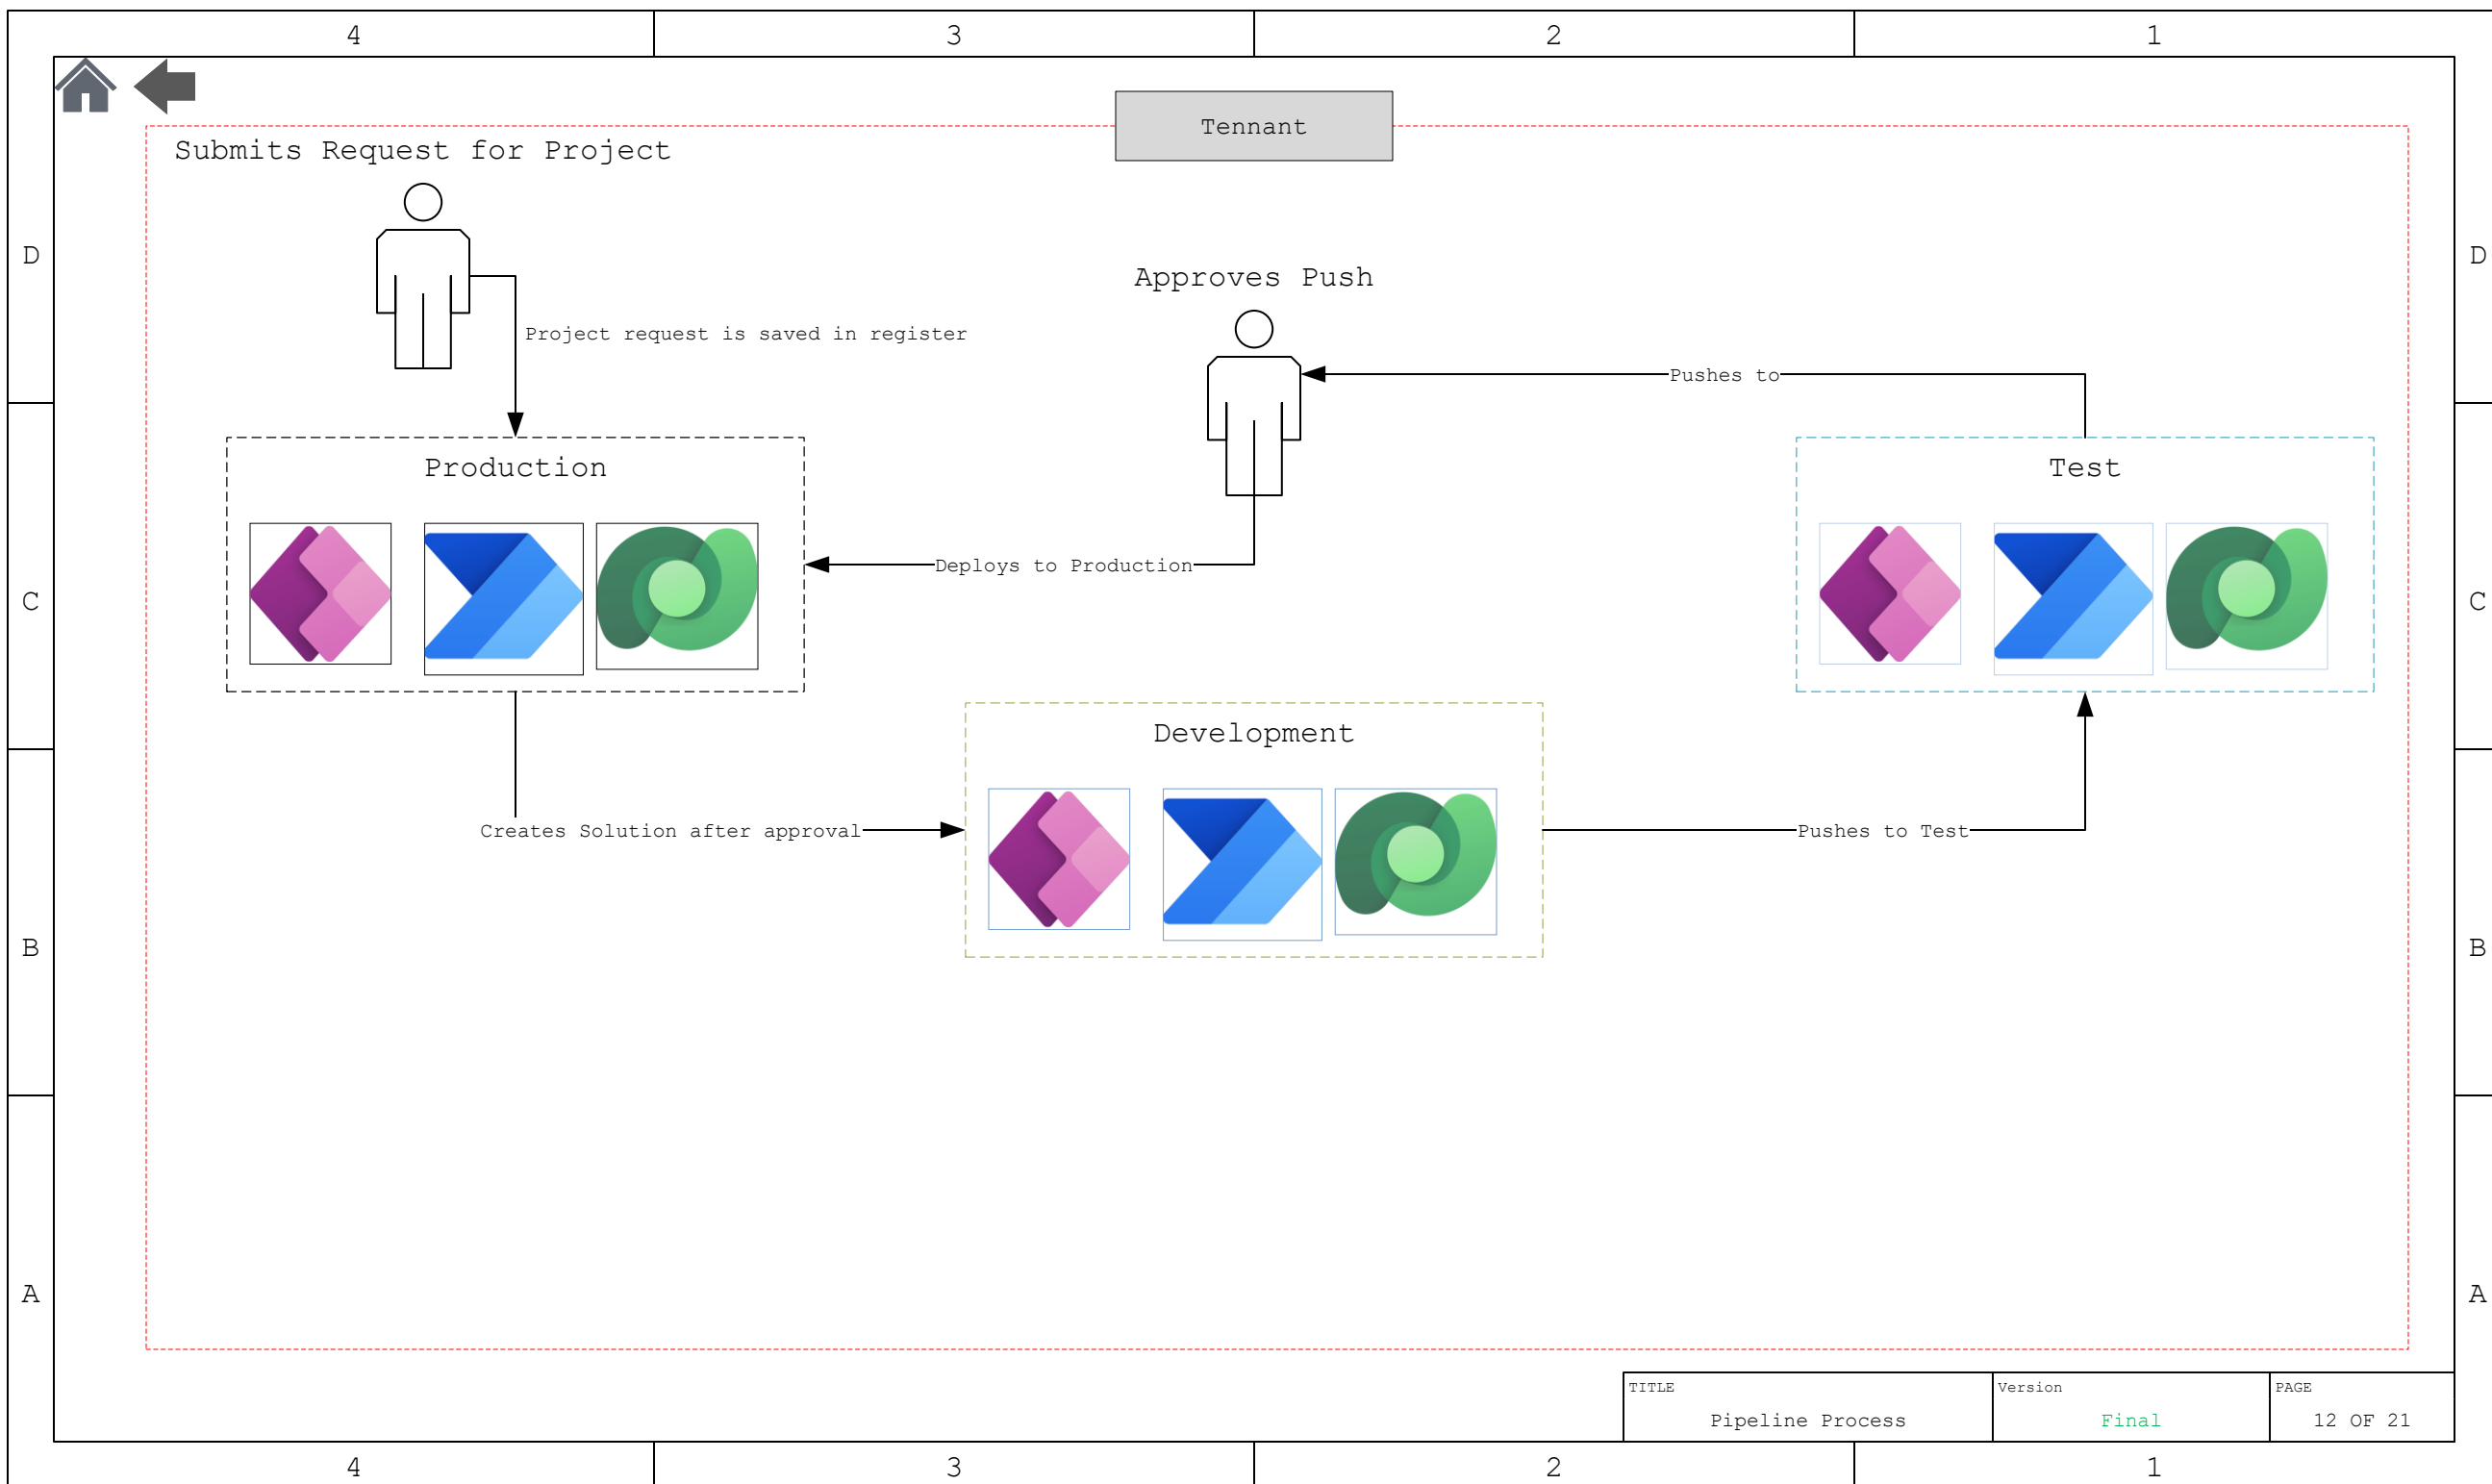 4 3 2 1
Tennant
Submits Request for Project
D D
Approves Push
Project request is saved in register
Pushes to
Production
Test
Deploys to Production
C C
Development
Creates Solution after approval
Pushes to Test
B B
A A
TITLE Version PAGE
Pipeline Process Final 12 OF 21
4 3 2 1